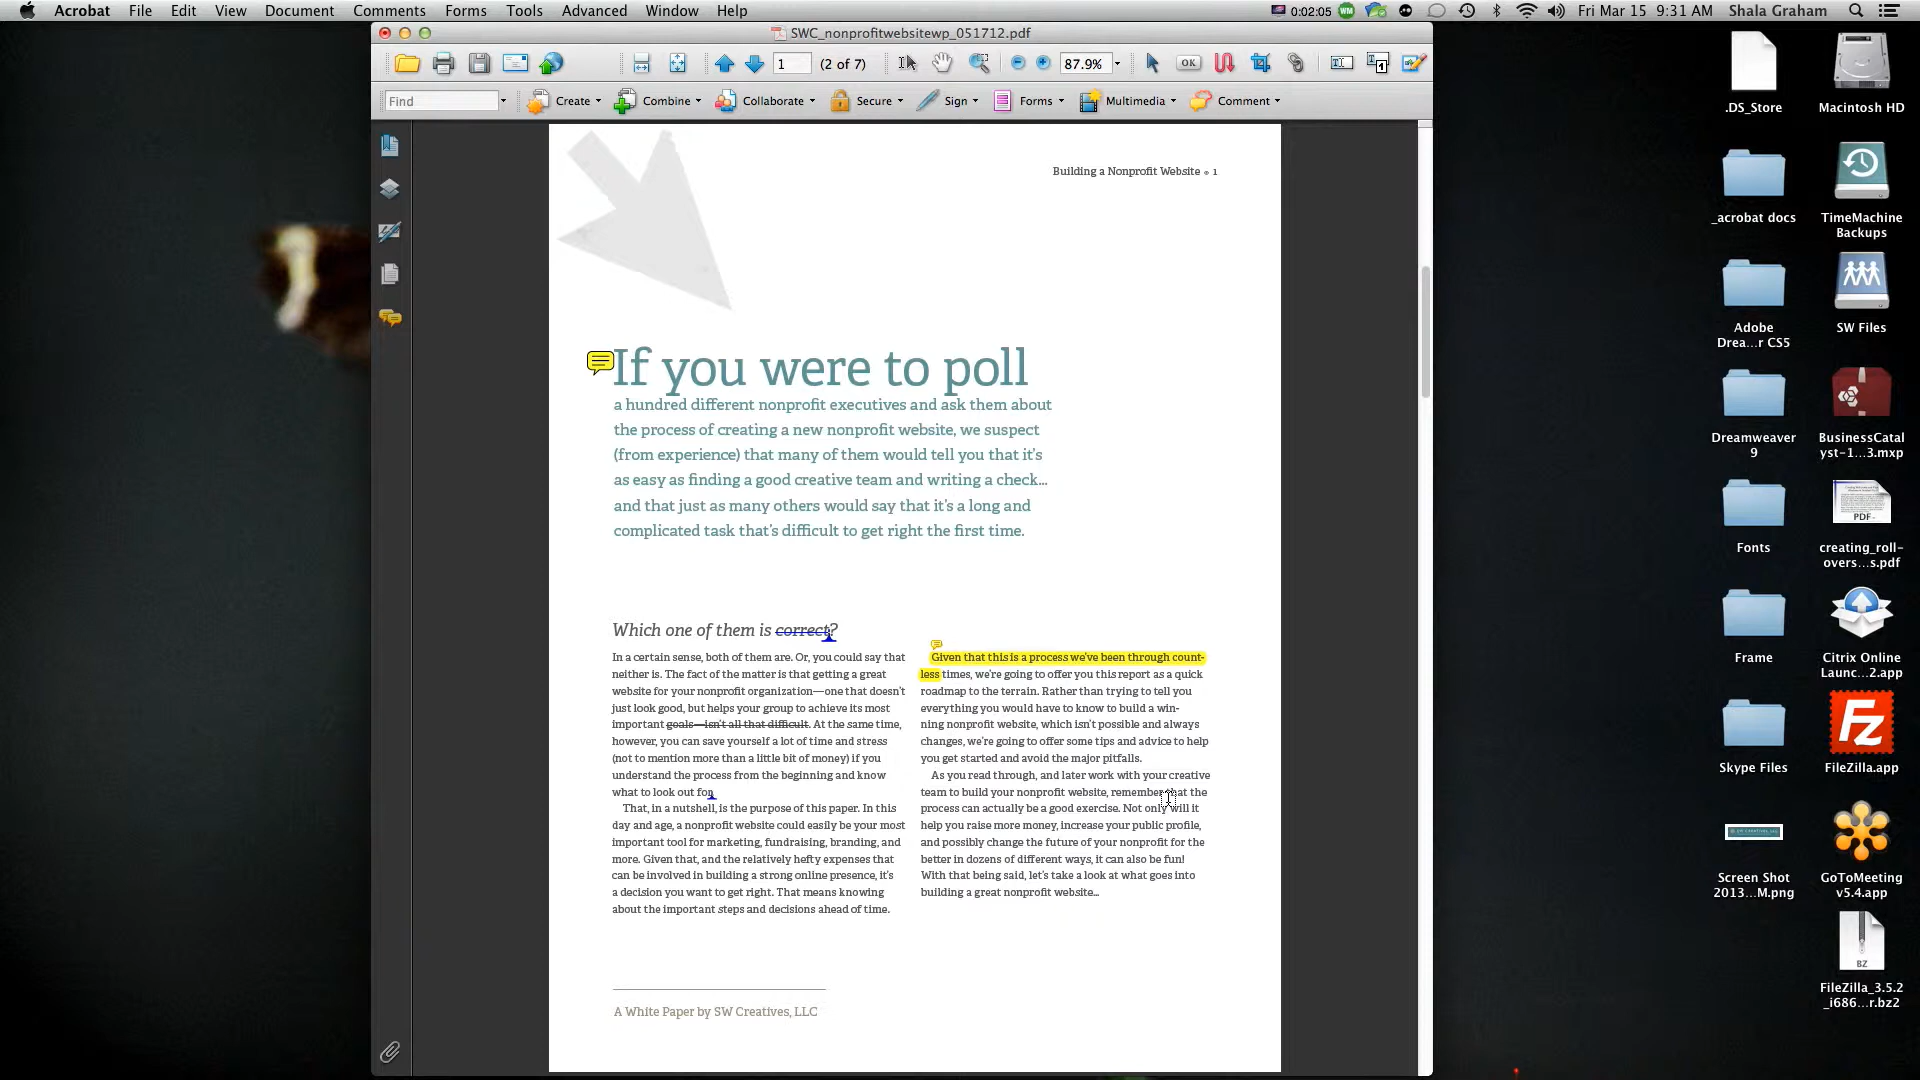 Acrobat File Edit View Document Comments Forms Tools Advanced Window Help
0:02:05 WM Fri Mar 15 9:31 AM Shala Graham
SWC_nonprofitwebsitewp_051712.pdf
1 (2 of 7) 87.9% OK
Find Create Combine Collaborate Secure Sign Forms Multimedia Comment
Building a Nonprofit Website 1
If you were to poll
a hundred different nonprofit executives and ask them about
the process of creating a new nonprofit website, we suspect
(from experience) that many of them would tell you that it's
as easy as finding a good creative team and writing a check...
and that just as many others would say that it's a long and
complicated task that's difficult to get right the first time.
Which one of them is correct?
In a certain sense, both of them are. Or, you could say that
neither is. The fact of the matter is that getting a great
website for your nonprofit organization—one that doesn't
just look good, but helps your group to achieve its most
important goals—isn't all that difficult. At the same time,
however, you can save yourself a lot of time and stress
(not to mention more than a little bit of money) if you
understand the process from the beginning and know
what to look out for.
That, in a nutshell, is the purpose of this paper. In this
day and age, a nonprofit website could easily be your most
important tool for marketing, fundraising, branding, and
more. Given that, and the relatively hefty expenses that
can be involved in building a strong online presence, it's
a decision you want to get right. That means knowing
about the important steps and decisions ahead of time.
Given that this is a process we've been through count-
less times, we're going to offer you this report as a quick
roadmap to the terrain. Rather than trying to tell you
everything you would have to know to build a win-
ning nonprofit website, which isn't possible and always
changes, we're going to offer some tips and advice to help
you get started and avoid the major pitfalls.
As you read through, and later work with your creative
team to build your nonprofit website, remember that the
process can actually be a good exercise. Not only will it
help you raise more money, increase your public profile,
and possibly change the future of your nonprofit for the
better in dozens of different ways, it can also be fun!
With that being said, let's take a look at what goes into
building a great nonprofit website...
A White Paper by SW Creatives, LLC
.DS_Store
Macintosh HD
_acrobat docs
TimeMachine
Backups
Adobe
Drea...r CS5
SW Files
Dreamweaver
9
BusinessCatal
yst-1...3.mxp
Fonts
PDF
creating_roll-
overs...s.pdf
Frame
Citrix Online
Launc...2.app
Skype Files
Fz
FileZilla.app
Screen Shot
2013...M.png
GoToMeeting
v5.4.app
BZ
FileZilla_3.5.2
_i686...r.bz2